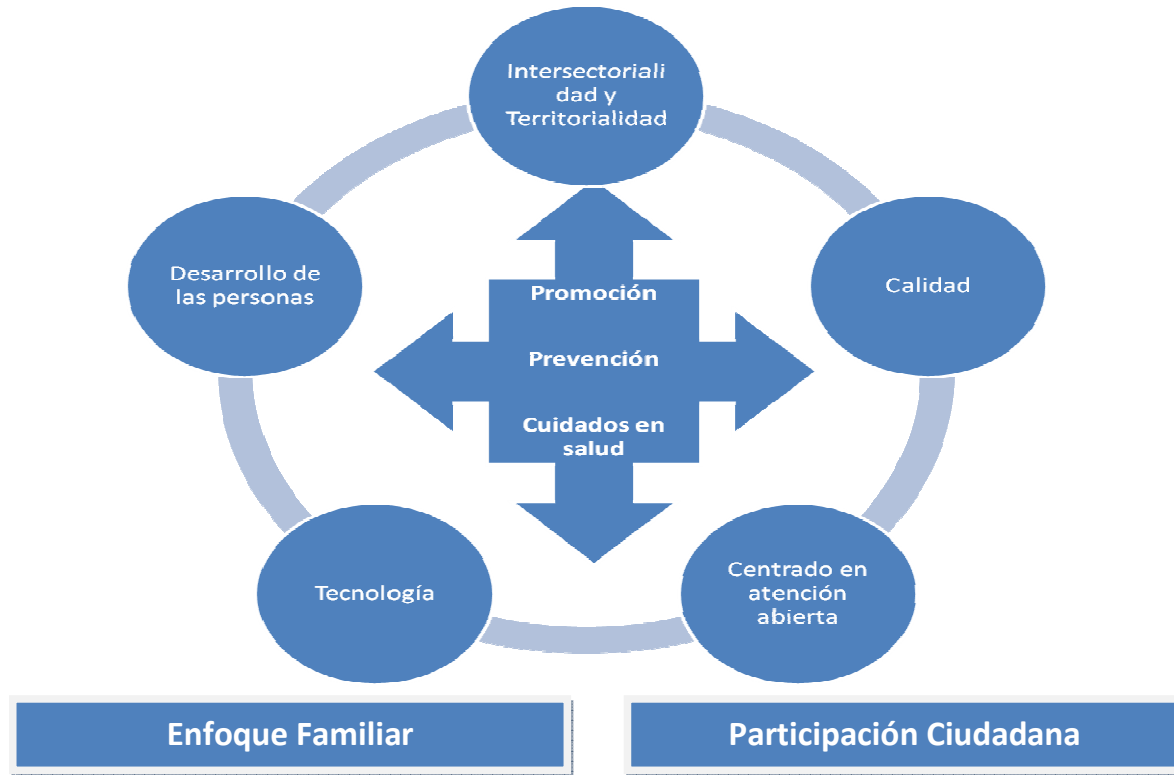 Intersectoriali
dad y
Territorialidad
Desarrollo de
las personas
Calidad
Promoción
Prevención
Cuidados en
salud
Tecnología
Centrado en
atención
abierta
Enfoque Familiar
Participación Ciudadana